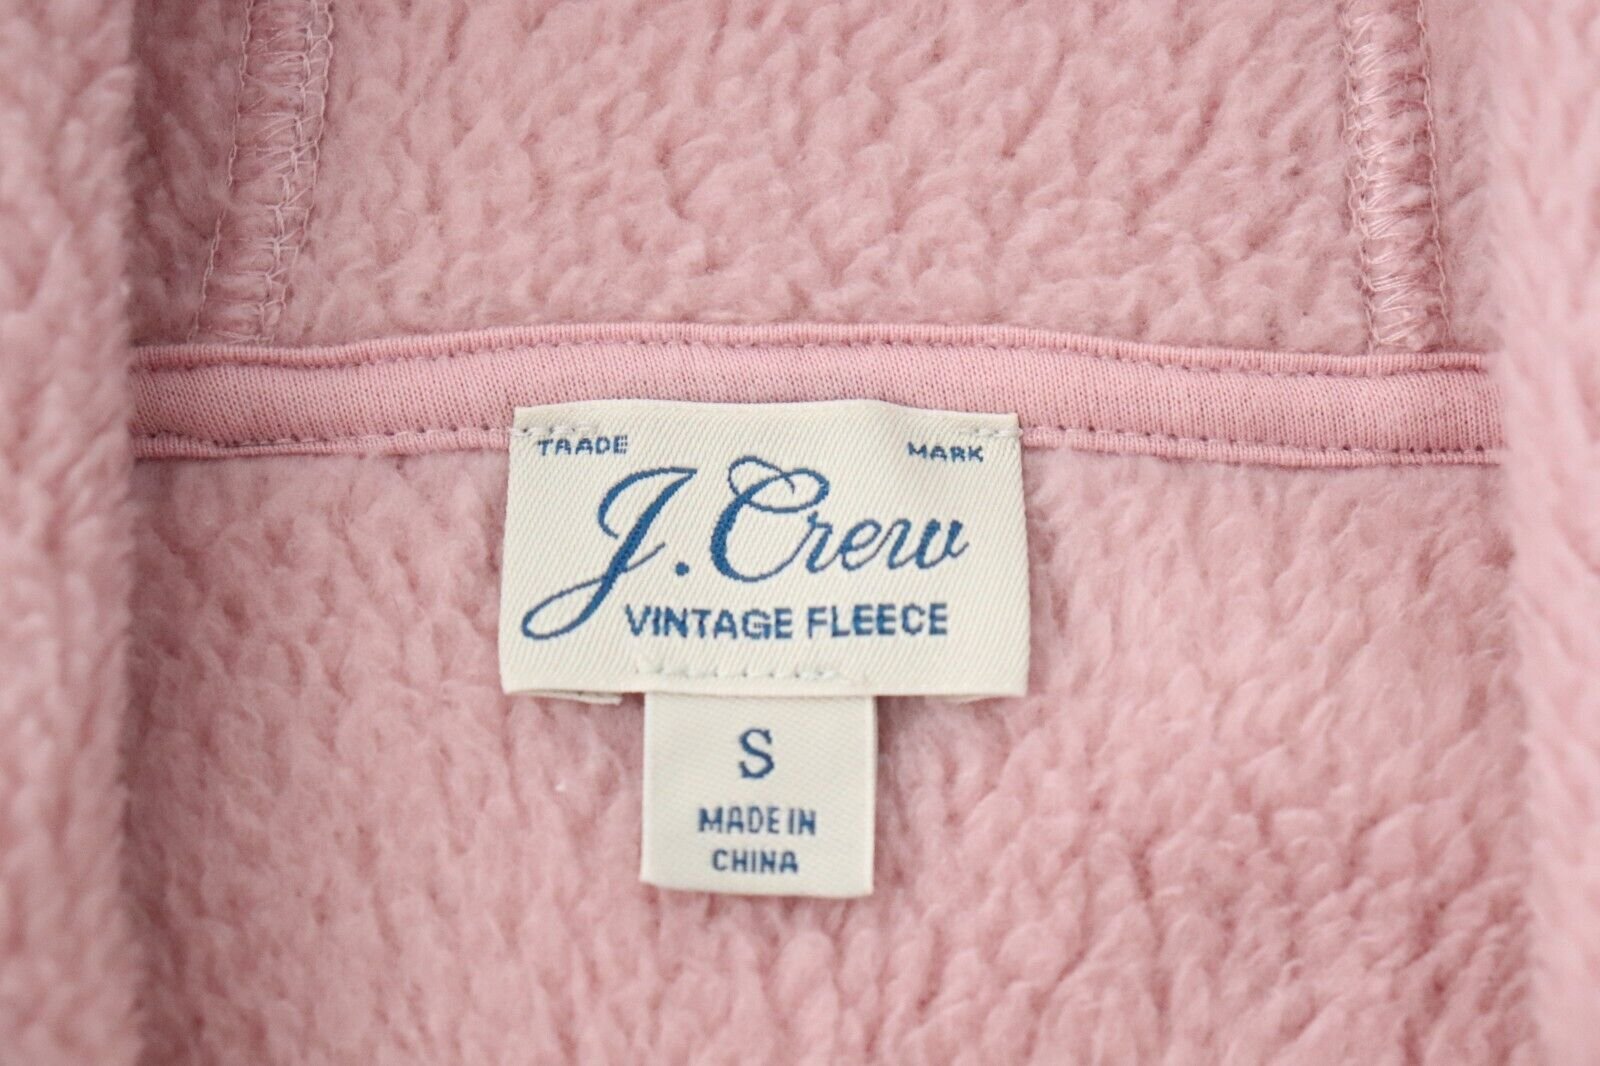 TRADE MARK
J.Crew
VINTAGE FLEECE
S
MADE IN
CHINA